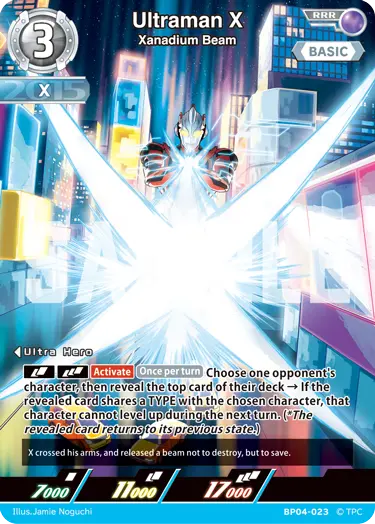 3
Ultraman X
Xanadium Beam
RRR
BASIC
2015
X
SAMPLE
Ultra Hero
Activate Once per turn Choose one opponent's
character, then reveal the top card of their deck → If the
revealed card shares a TYPE with the chosen character, that
character cannot level up during the next turn. ("The
revealed card returns to its previous state.)
X crossed his arms, and released a beam not to destroy, but to save.
7000 11000 17000
Illus.Jamie Noguchi BP04-023 © TPC